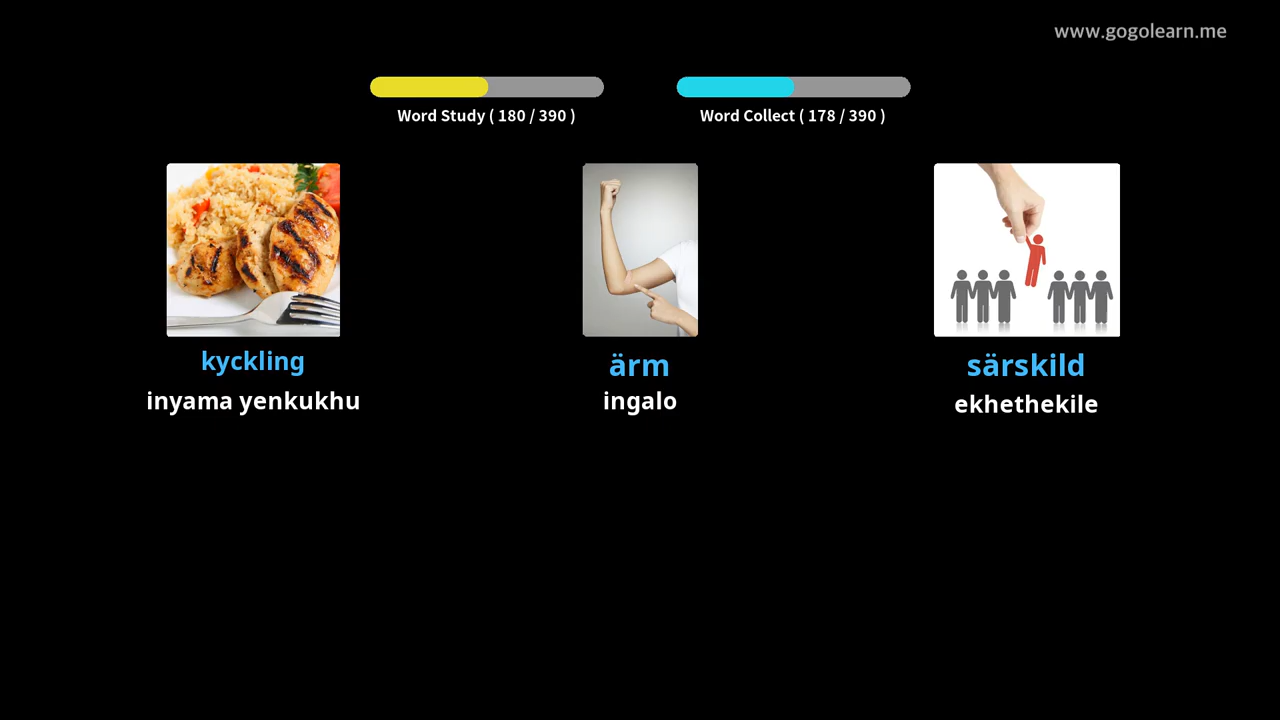 www.gogolearn.me
Word Study ( 180 / 390 )
Word Collect ( 178 / 390 )
kyckling
inyama yenkukhu
ärm
ingalo
särskild
ekhethekile